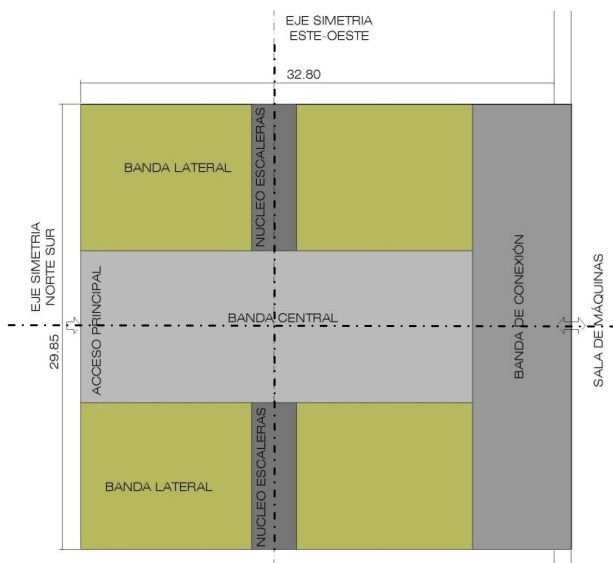 EJE SIMETRIA
ESTE-OESTE
32.80
BANDA LATERAL
NUCLEO ESCALERAS
EJE SIMETRIA
NORTE SUR
29.85
ACCESO PRINCIPAL
BANDA CENTRAL
BANDA DE CONEXIÓN
SALA DE MÁQUINAS
BANDA LATERAL
NUCLEO ESCALERAS